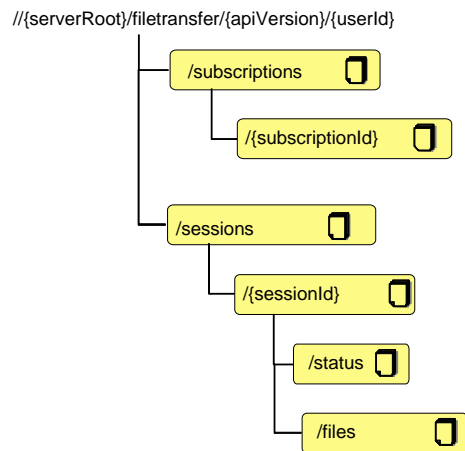 //{serverRoot}/filetransfer/{apiVersion}/{userId}
/subscriptions
/{subscriptionId}
/sessions
/{sessionId}
/status
/files